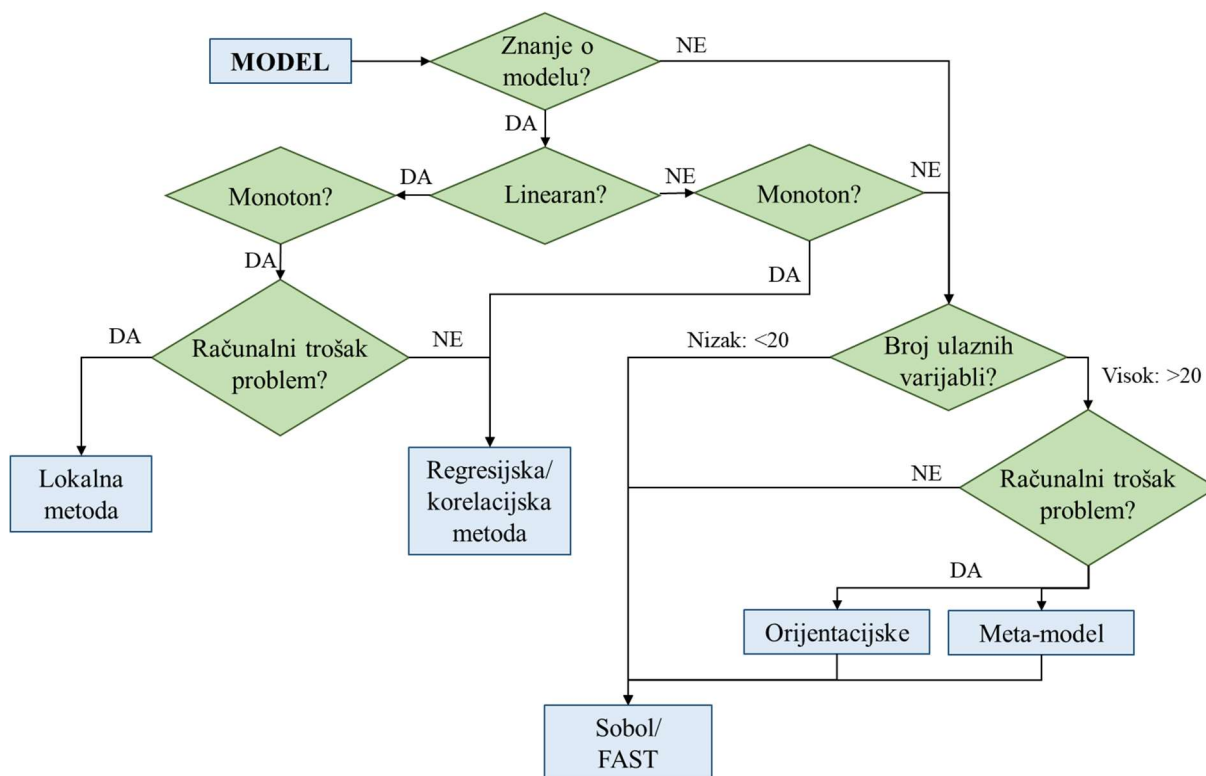 MODEL
Znanje o
modelu?
NE
DA
Monoton?
DA
Linearan?
NE
Monoton?
NE
DA
DA
DA
Računalni trošak
problem?
NE
Nizak: <20
Broj ulaznih
varijabli?
Visok: >20
Lokalna
metoda
Regresijska/
korelacijska
metoda
NE
Računalni trošak
problem?
DA
Orijentacijske
Meta-model
Sobol/
FAST